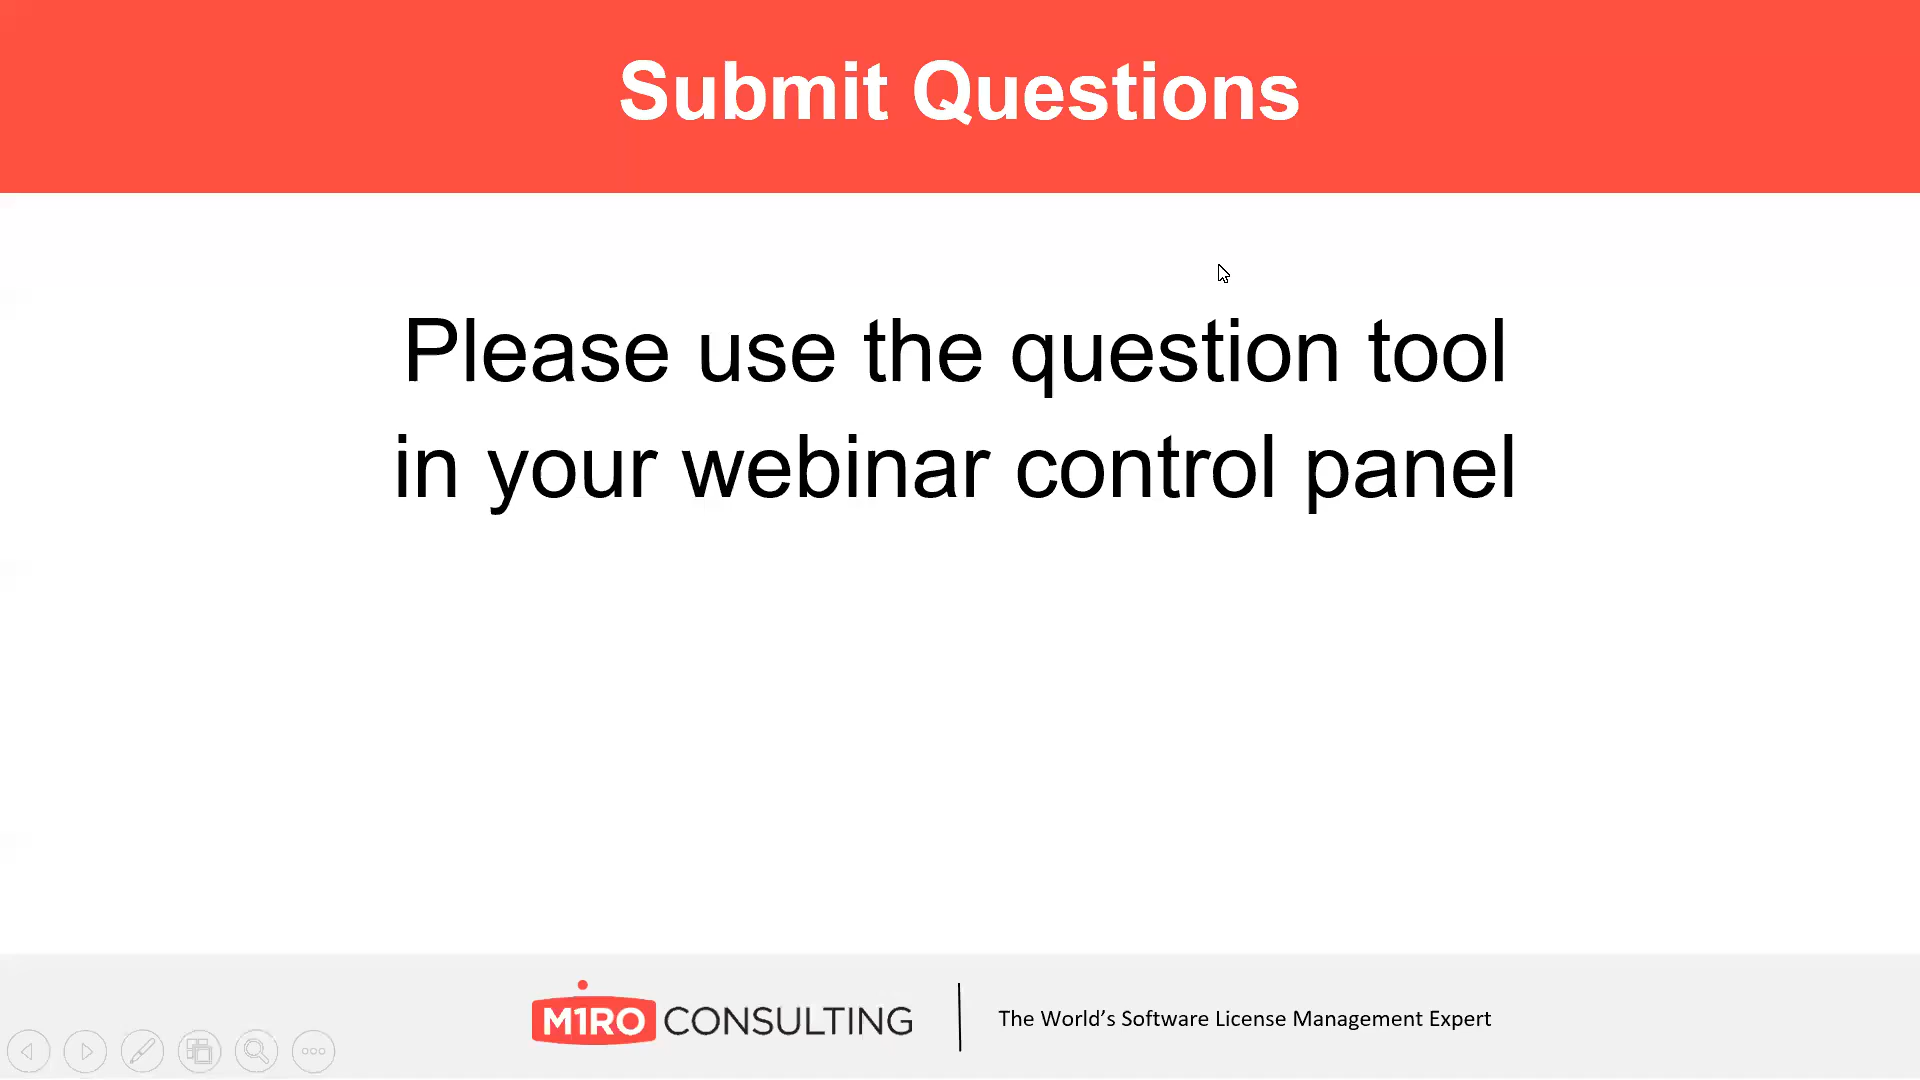 Submit Questions
Please use the question tool
in your webinar control panel
M1RO CONSULTING
The World’s Software License Management Expert